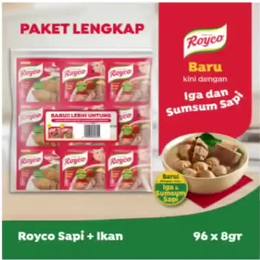 PAKET LENGKAP
Royco
Baru
kini dengan
Iga dan
Sumsum Sapi
BARU! LEBIH UNTUNG
Royco
Baru!
Iga &
Sumsum
Sapi
Royco Sapi + Ikan
96 x 8gr